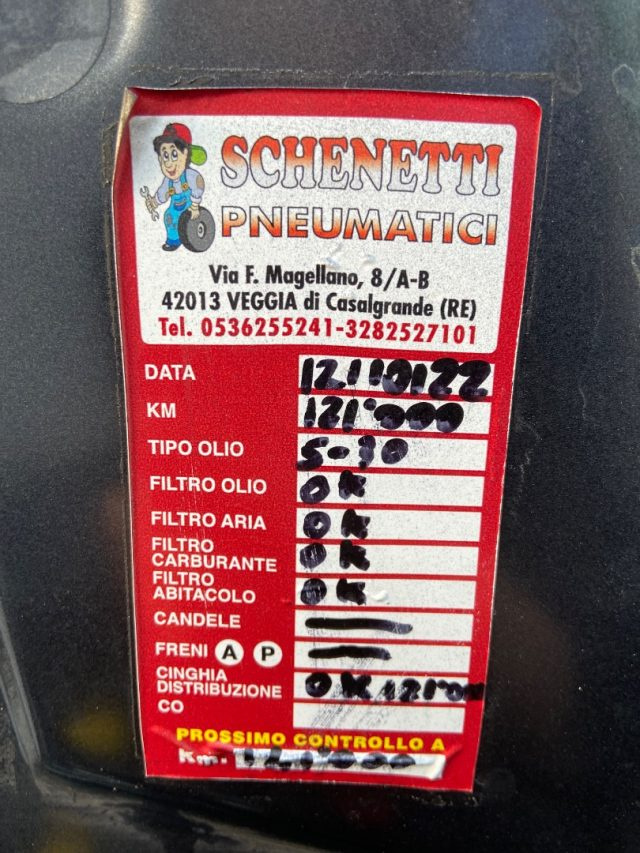 SCHENETTI
PNEUMATICI
Via F. Magellano, 8/A-B
42013 VEGGIA di Casalgrande (RE)
Tel. 0536255241-3282527101
DATA 12/10/22
KM 121'000
TIPO OLIO 5-30
FILTRO OLIO OK
FILTRO ARIA OK
FILTRO
CARBURANTE OK
FILTRO
ABITACOLO OK
CANDELE
FRENI A P
CINGHIA
DISTRIBUZIONE OK
CO
PROSSIMO CONTROLLO A
Km.